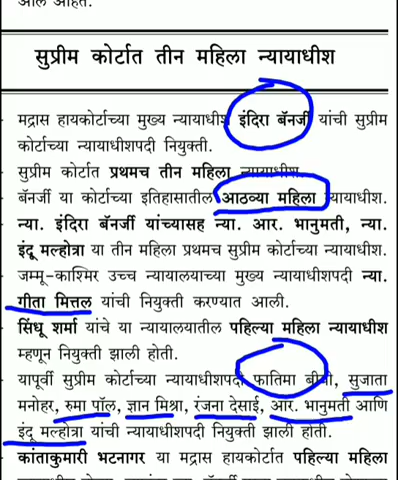 आले आहेत.
सुप्रीम कोर्टात तीन महिला न्यायाधीश
मद्रास हायकोर्टाच्या मुख्य न्यायाधीश इंदिरा बॅनर्जी यांची सुप्रीम
कोर्टाच्या न्यायाधीशपदी नियुक्ती.
सुप्रीम कोर्टात प्रथमच तीन महिला न्यायाधीश.
बॅनर्जी या कोर्टाच्या इतिहासातील आठव्या महिला न्यायाधीश.
न्या. इंदिरा बॅनर्जी यांच्यासह न्या. आर. भानुमती, न्या.
इंदू मल्होत्रा या तीन महिला प्रथमच सुप्रीम कोर्टाच्या न्यायाधीश.
जम्मू-काश्मिर उच्च न्यायालयाच्या मुख्य न्यायाधीशपदी न्या.
गीता मित्तल यांची नियुक्ती करण्यात आली.
सिंधू शर्मा यांचे या न्यायालयातील पहिल्या महिला न्यायाधीश
म्हणून नियुक्ती झाली होती.
यापूर्वी सुप्रीम कोर्टाच्या न्यायाधीशपदी फातिमा बीवी, सुजाता
मनोहर, रुमा पॉल, ज्ञान मिश्रा, रंजना देसाई, आर. भानुमती आणि
इंदू मल्होत्रा यांची न्यायाधीशपदी नियुक्ती झाली होती.
कांताकुमारी भटनागर या मद्रास हायकोर्टात पहिल्या महिला